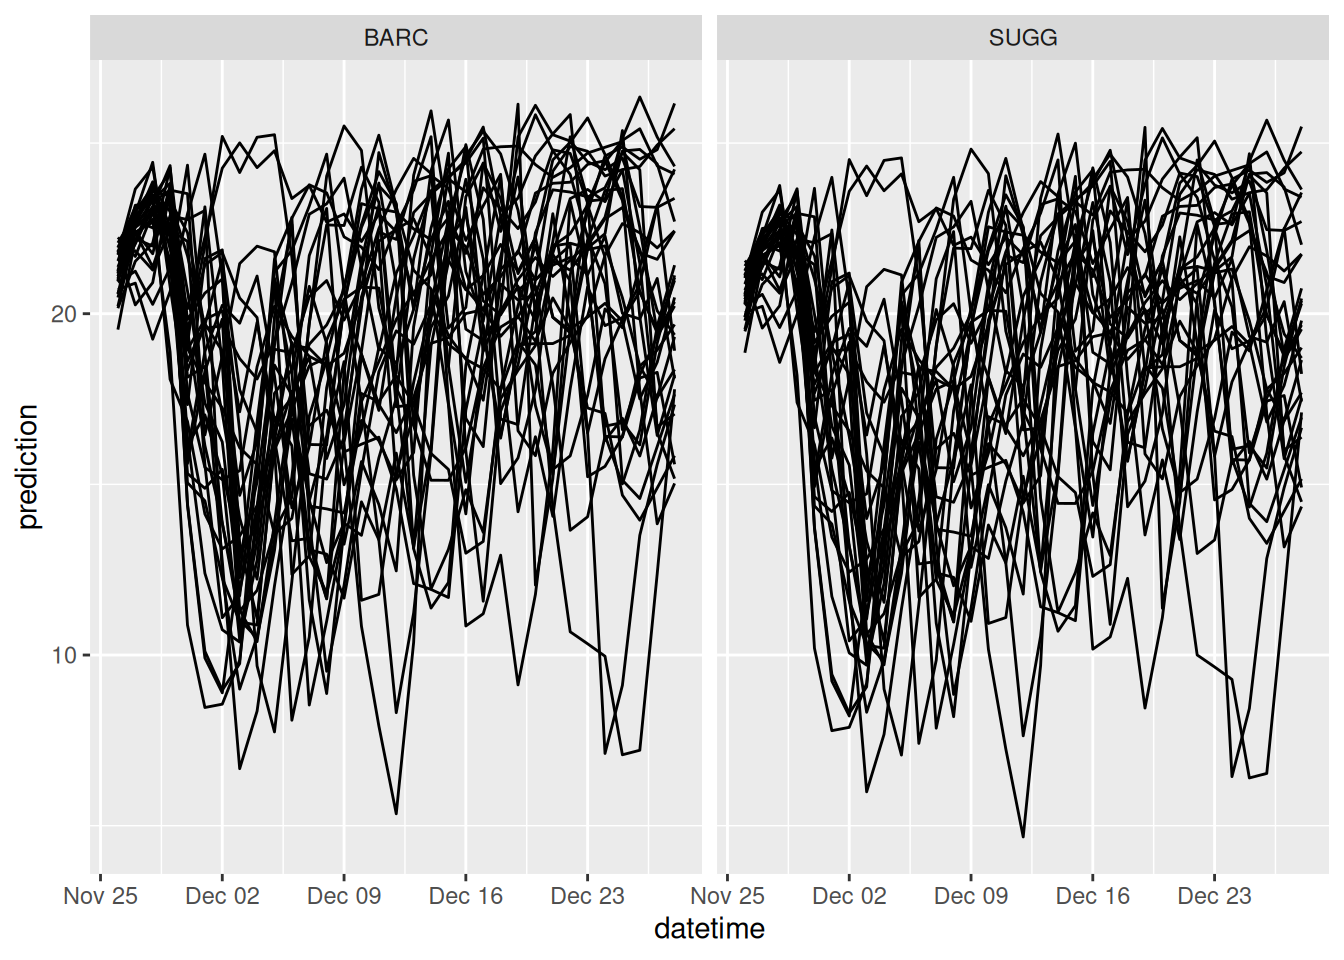 BARC
SUGG
prediction
20
10
Nov 25
Dec 02
Dec 09
Dec 16
Dec 23
Nov 25
Dec 02
Dec 09
Dec 16
Dec 23
datetime